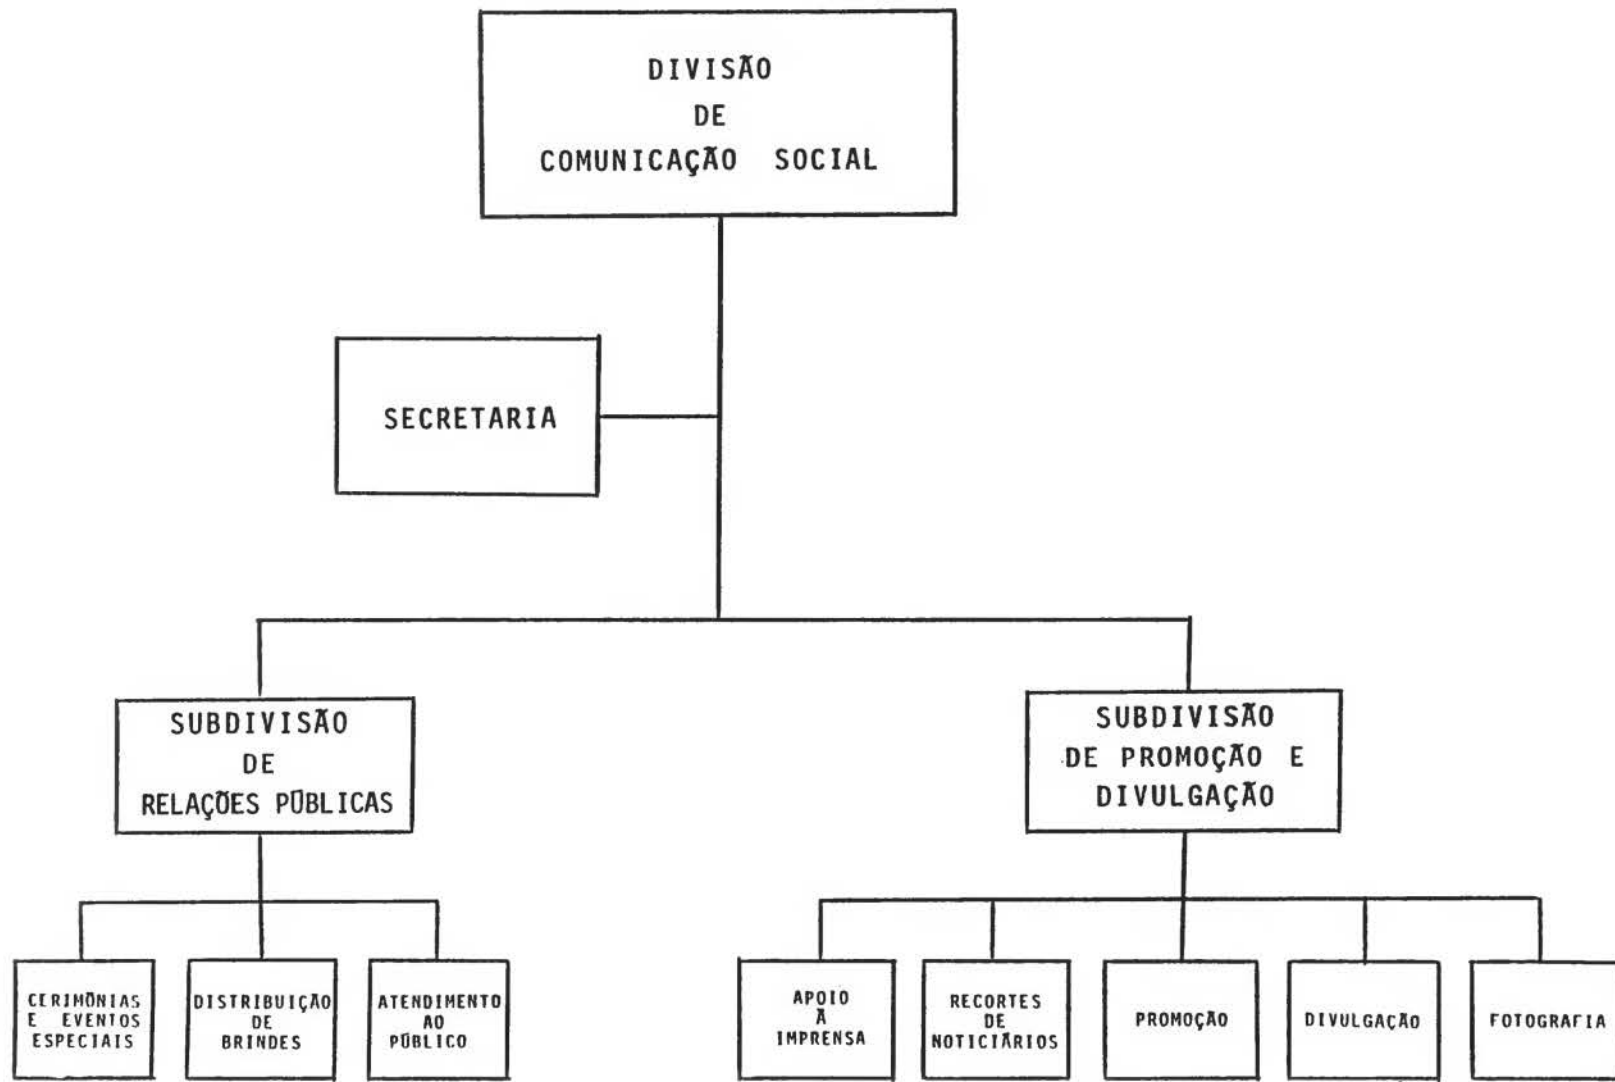 DIVISÃO
DE
COMUNICAÇÃO SOCIAL
SECRETARIA
SUBDIVISÃO
DE
RELAÇÕES PÚBLICAS
SUBDIVISÃO
DE PROMOÇÃO E
DIVULGAÇÃO
CERIMÔNIAS
E EVENTOS
ESPECIAIS
DISTRIBUIÇÃO
DE
BRINDES
ATENDIMENTO
AO
PÚBLICO
APOIO
À
IMPRENSA
RECORTES
DE
NOTICIÁRIOS
PROMOÇÃO
DIVULGAÇÃO
FOTOGRAFIA